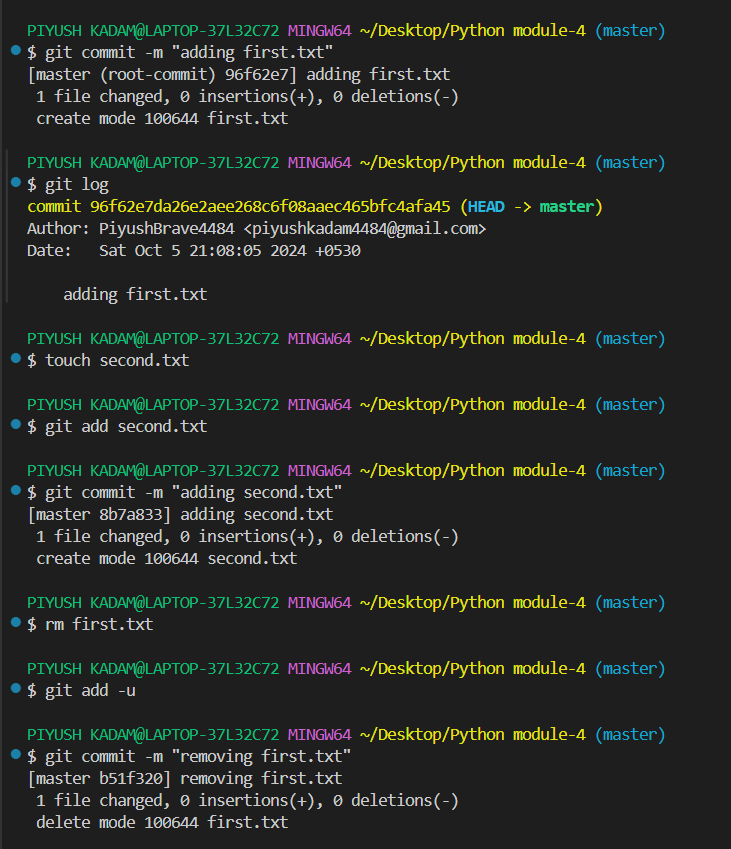 PIYUSH KADAM@LAPTOP-37L32C72 MINGW64 ~/Desktop/Python module-4 (master)
$ git commit -m "adding first.txt"
[master (root-commit) 96f62e7] adding first.txt
 1 file changed, 0 insertions(+), 0 deletions(-)
 create mode 100644 first.txt

PIYUSH KADAM@LAPTOP-37L32C72 MINGW64 ~/Desktop/Python module-4 (master)
$ git log
commit 96f62e7da26e2aee268c6f08aaec465bfc4afa45 (HEAD -> master)
Author: PiyushBrave4484 <piyushkadam4484@gmail.com>
Date:   Sat Oct 5 21:08:05 2024 +0530

    adding first.txt

PIYUSH KADAM@LAPTOP-37L32C72 MINGW64 ~/Desktop/Python module-4 (master)
$ touch second.txt

PIYUSH KADAM@LAPTOP-37L32C72 MINGW64 ~/Desktop/Python module-4 (master)
$ git add second.txt

PIYUSH KADAM@LAPTOP-37L32C72 MINGW64 ~/Desktop/Python module-4 (master)
$ git commit -m "adding second.txt"
[master 8b7a833] adding second.txt
 1 file changed, 0 insertions(+), 0 deletions(-)
 create mode 100644 second.txt

PIYUSH KADAM@LAPTOP-37L32C72 MINGW64 ~/Desktop/Python module-4 (master)
$ rm first.txt

PIYUSH KADAM@LAPTOP-37L32C72 MINGW64 ~/Desktop/Python module-4 (master)
$ git add -u

PIYUSH KADAM@LAPTOP-37L32C72 MINGW64 ~/Desktop/Python module-4 (master)
$ git commit -m "removing first.txt"
[master b51f320] removing first.txt
 1 file changed, 0 insertions(+), 0 deletions(-)
 delete mode 100644 first.txt